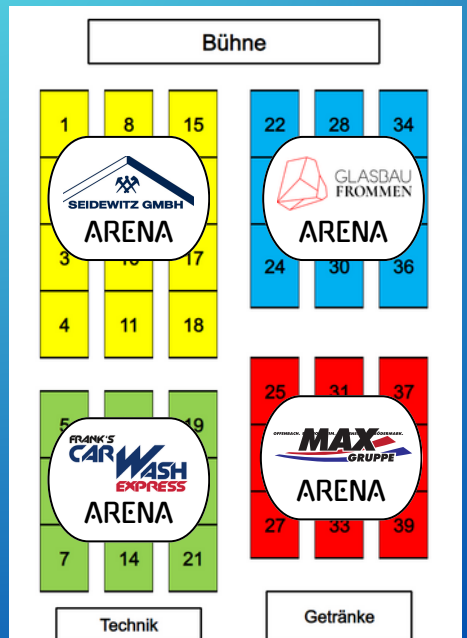 Bühne
1 8 15
22 28 34
SEIDEWITZ GMBH
ARENA
GLASBAU
FROMMEN
ARENA
3 17
24 30 36
4 11 18
5 19
25 31 37
FRANK'S
CAR WASH
EXPRESS
ARENA
MAX
GRUPPE
ARENA
27 33 39
7 14 21
Technik
Getränke